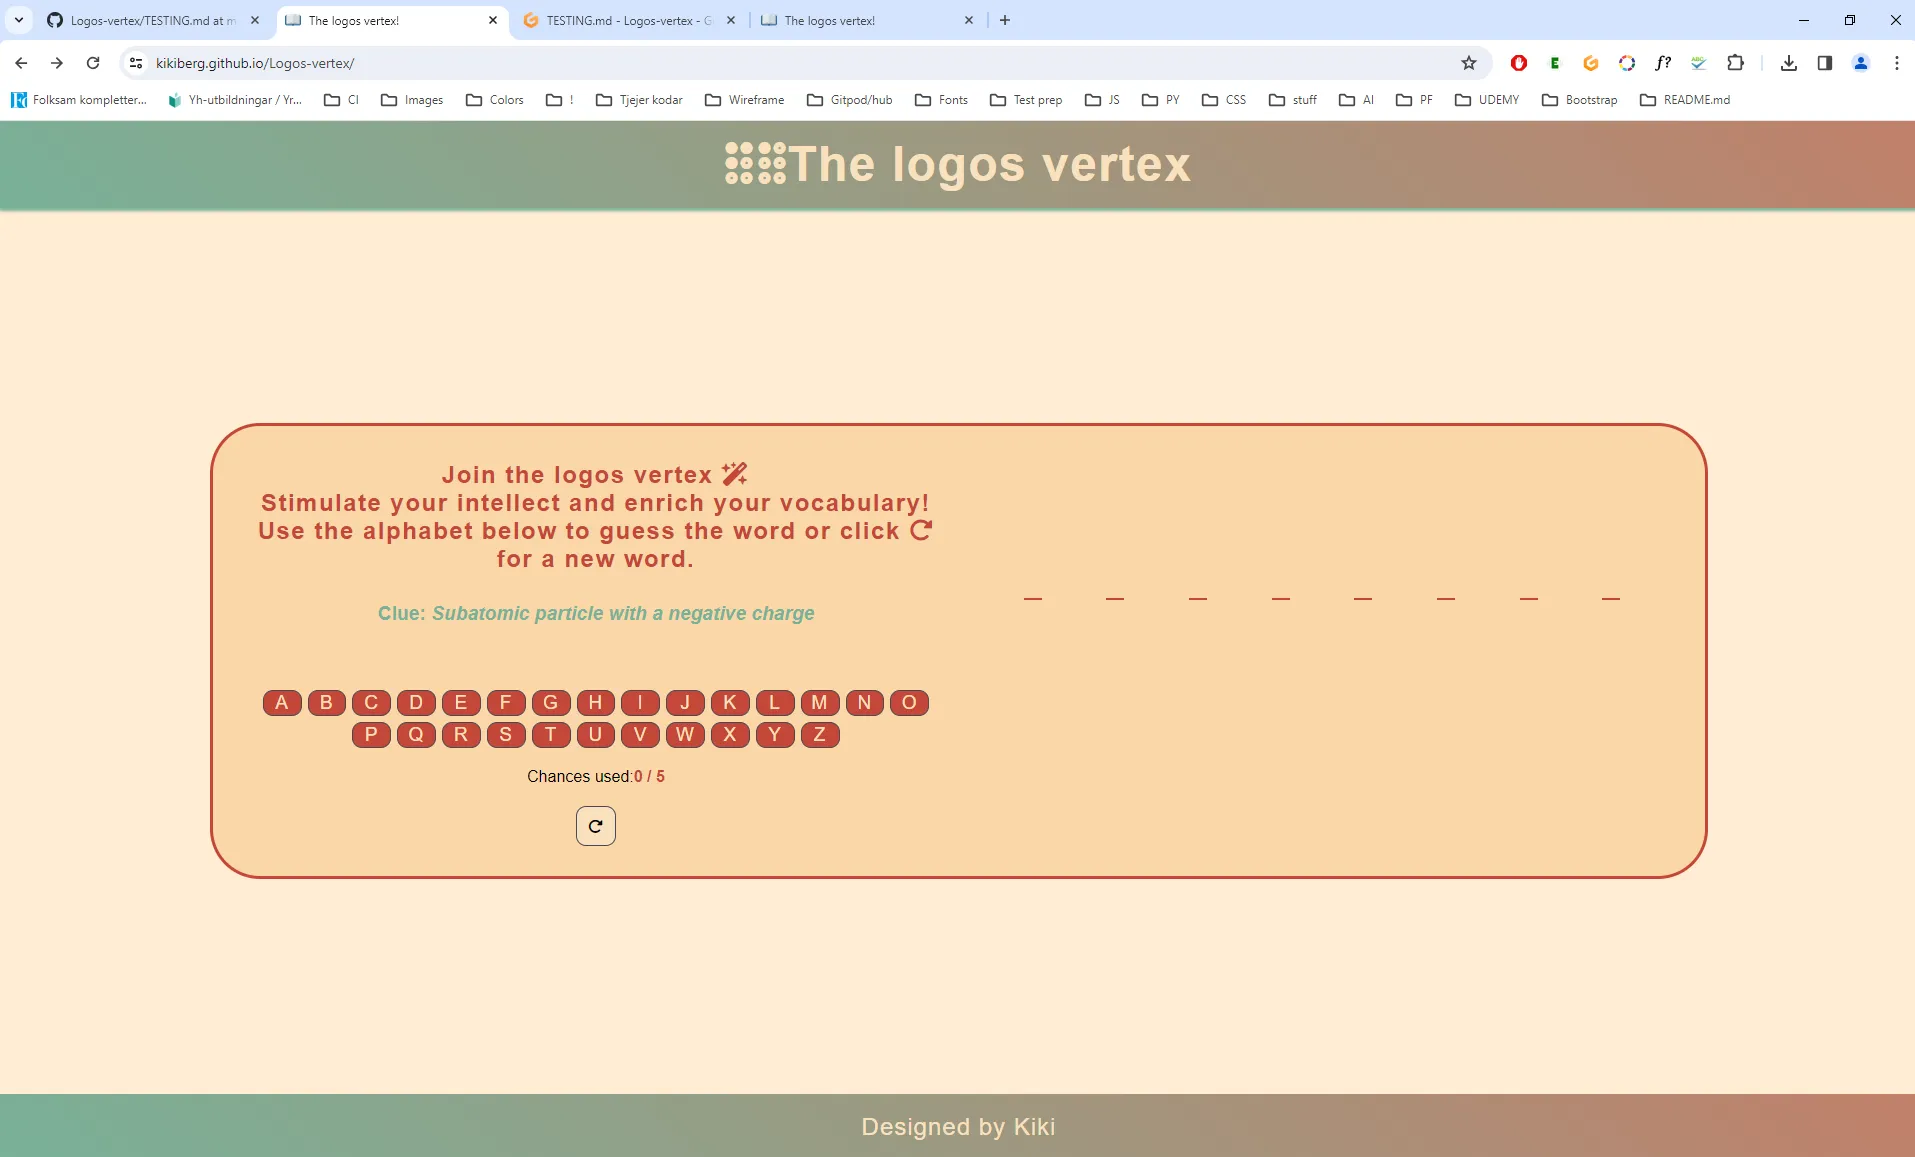 Logos-vertex/TESTING.md at m
The logos vertex!
TESTING.md - Logos-vertex - G
The logos vertex!
kikiberg.github.io/Logos-vertex/
Folksam kompletter...
Yh-utbildningar / Yr...
CI
Images
Colors
!
Tjejer kodar
Wireframe
Gitpod/hub
Fonts
Test prep
JS
PY
CSS
stuff
AI
PF
UDEMY
Bootstrap
README.md
The logos vertex
Join the logos vertex
Stimulate your intellect and enrich your vocabulary!
Use the alphabet below to guess the word or click
for a new word.
Clue: Subatomic particle with a negative charge
_ _ _ _ _ _ _ _
A B C D E F G H I J K L M N O
P Q R S T U V W X Y Z
Chances used:0 / 5
Designed by Kiki